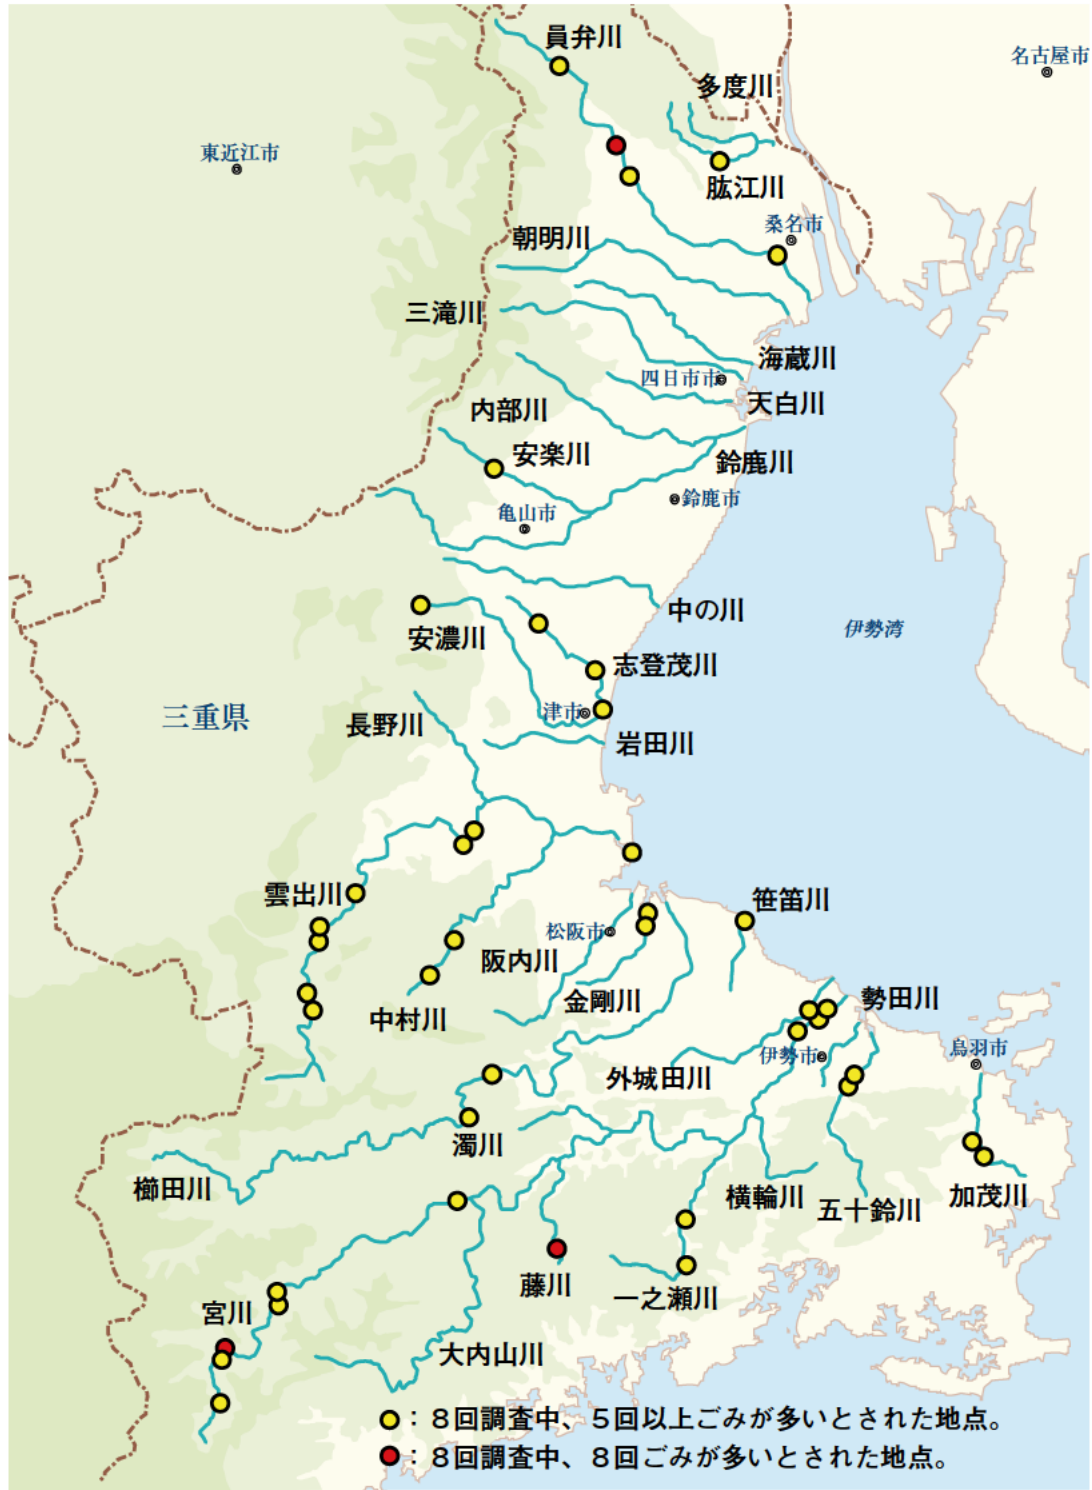 員弁川
名古屋市
多度川
東近江市
肱江川
桑名市
朝明川
三滝川
海蔵川
四日市市
天白川
内部川
安楽川
鈴鹿川
鈴鹿市
亀山市
中の川
安濃川
伊勢湾
志登茂川
三重県
津市
長野川
岩田川
雲出川
笹笛川
松阪市
阪内川
金剛川
勢田川
中村川
伊勢市
鳥羽市
外城田川
濁川
櫛田川
横輪川
五十鈴川
加茂川
藤川
一之瀬川
宮川
大内山川
：８回調査中、５回以上ごみが多いとされた地点。
：８回調査中、８回ごみが多いとされた地点。